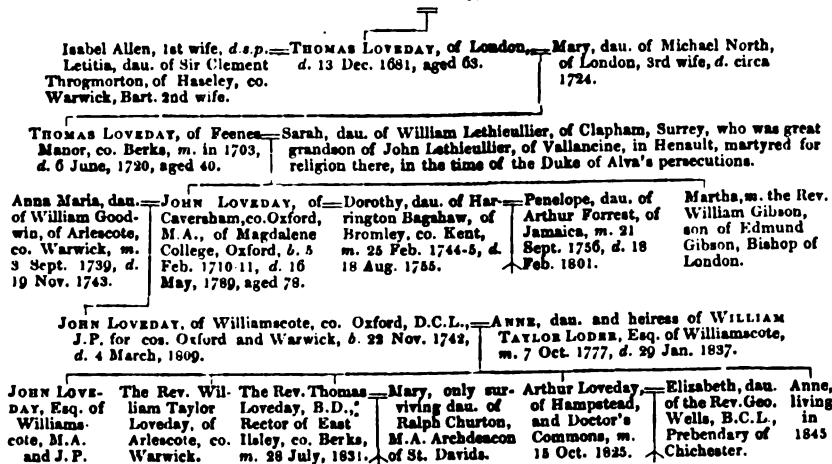 Isabel Allen, 1st wife, d.s.p.
Letitia, dau. of Sir Clement
Throgmorton, of Haseley, co.
Warwick, Bart. 2nd wife.
THOMAS LOVEDAY, of London,
d. 13 Dec. 1681, aged 63.
Mary, dau. of Michael North,
of London, 3rd wife, d. circa
1724.
THOMAS LOVEDAY, of Feenes
Manor, co. Berks, m. in 1703,
d. 6 June, 1720, aged 40.
Sarah, dau. of William Lethieullier, of Clapham, Surrey, who was great
grandson of John Lethieullier, of Vallancine, in Henault, martyred for
religion there, in the time of the Duke of Alva's persecutions.
Anna Maria, dau.
of William Good-
win, of Arlescote,
co. Warwick, m.
3 Sept. 1739, d.
19 Nov. 1743.
JOHN LOVEDAY, of
Caversham, co. Oxford,
M.A., of Magdalene
College, Oxford, b. 5
Feb. 1710-11, d. 16
May, 1789, aged 78.
Dorothy, dau. of Har-
rington Bagshaw, of
Bromley, co. Kent,
m. 25 Feb. 1744-5, d.
18 Aug. 1755.
Penelope, dau. of
Arthur Forrest, of
Jamaica, m. 21
Sept. 1756, d. 18
Feb. 1801.
Martha, m. the Rev.
William Gibson,
son of Edmund
Gibson, Bishop of
London.
JOHN LOVEDAY, of Williamscote, co. Oxford, D.C.L.,
J.P. for cos. Oxford and Warwick, b. 22 Nov. 1742,
d. 4 March, 1809.
ANNE, dau. and heiress of WILLIAM
TAYLOR LODER, Esq. of Williamscote,
m. 7 Oct. 1777, d. 29 Jan. 1837.
JOHN LOVE-
DAY, Esq. of
Williams-
cote, M.A.
and J.P.
The Rev. Wil-
liam Taylor
Loveday, of
Arlescote, co.
Warwick.
The Rev. Thomas
Loveday, B.D.,
Rector of East
Ilsley, co. Berks,
m. 28 July, 1831.
Mary, only sur-
viving dau. of
Ralph Churton,
M.A. Archdeacon
of St. Davids.
Arthur Loveday,
of Hampstead,
and Doctor's
Commons, m.
15 Oct. 1825.
Elizabeth, dau.
of the Rev. Geo.
Wells, B.C.L.,
Prebendary of
Chichester.
Anne,
living
in
1845